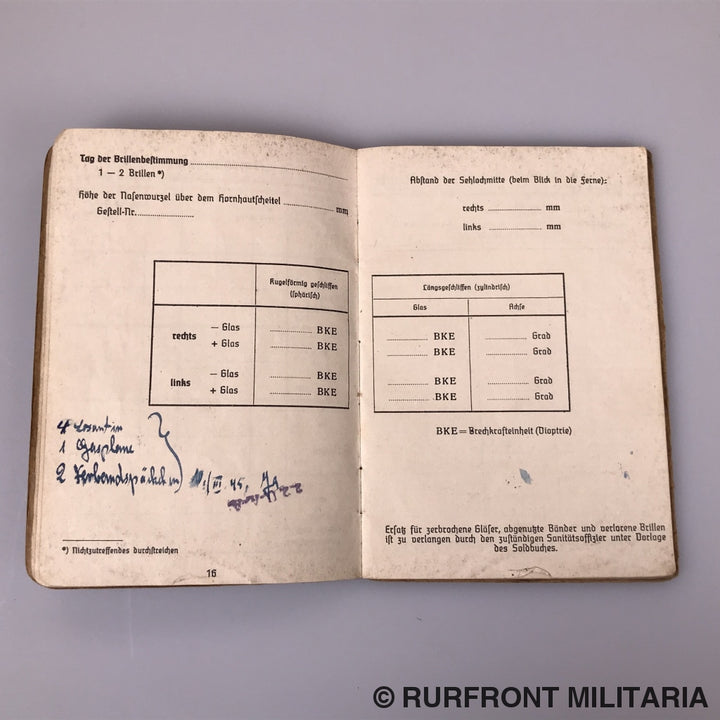 Tag der Brillenbestimmung ..............................
1 — 2 Brillen *)
Höhe der Nasenwurzel über dem Hornhautscheitel .................. mm
Gestell-Nr...................
Kugelförmig geschliffen
(sphärisch)
rechts
— Glas ............ BKE
+ Glas ............ BKE
links
— Glas ............ BKE
+ Glas ............ BKE
4 Losantin
1 Gasplane
2 Verbandspäckchen
*) Nichtzutreffendes durchstreichen
16
Abstand der Sehlochmitte (beim Blick in die Ferne):
rechts ............ mm
links ............ mm
Längsgeschliffen (zylindrisch)
Glas Achse
............ BKE ............ Grad
............ BKE ............ Grad
............ BKE ............ Grad
............ BKE ............ Grad
BKE = Brechkrafteinheit (Dioptrie)
Ersatz für zerbrochene Gläser, abgenutzte Bänder und verlorene Brillen
ist zu verlangen durch den zuständigen Sanitätsoffizier unter Vorlage
des Soldbuches.
© RURFRONT MILITARIA